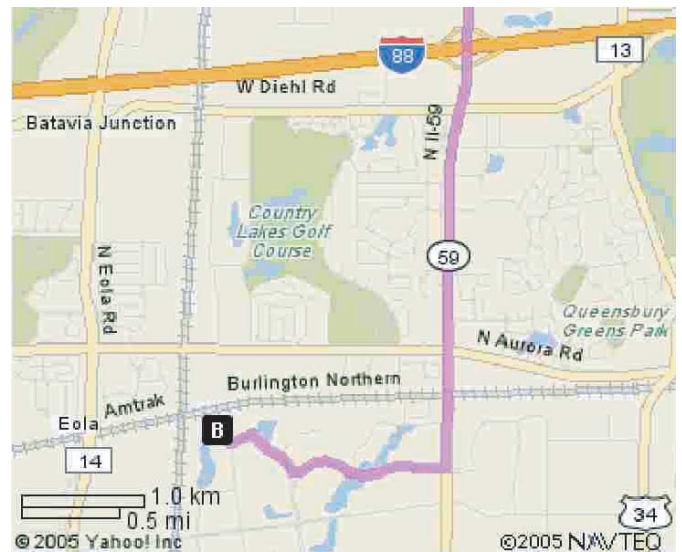 88
13
W Diehl Rd
Batavia Junction
N Il-59
Country
Lakes Golf
Course
59
N Eola Rd
Queensbury
Greens Park
N Aurora Rd
Burlington Northern
Amtrak
Eola
B
14
1.0 km
0.5 mi
34
©2005 Yahoo! Inc
©2005 NAVTEQ